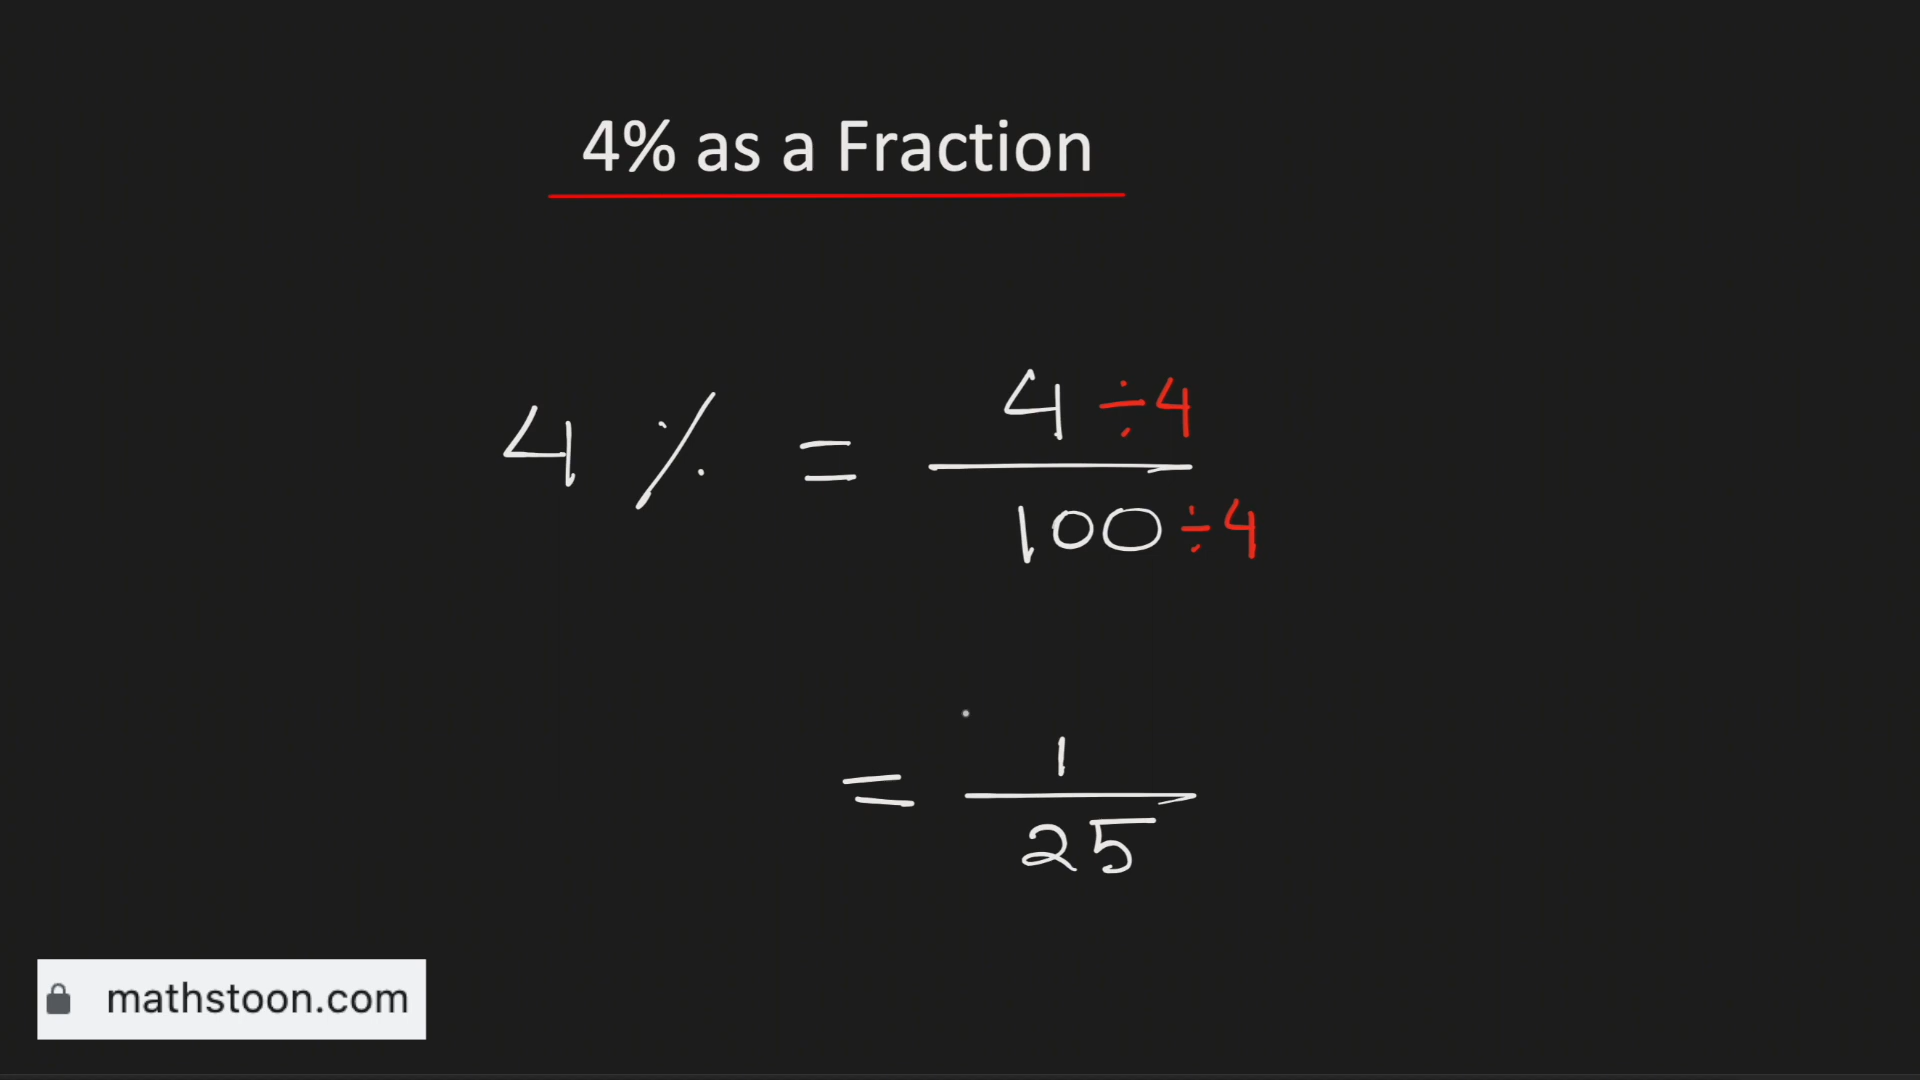 4% as a Fraction
4 % = 4 ÷4 / 100 ÷4
= 1 / 25
mathstoon.com